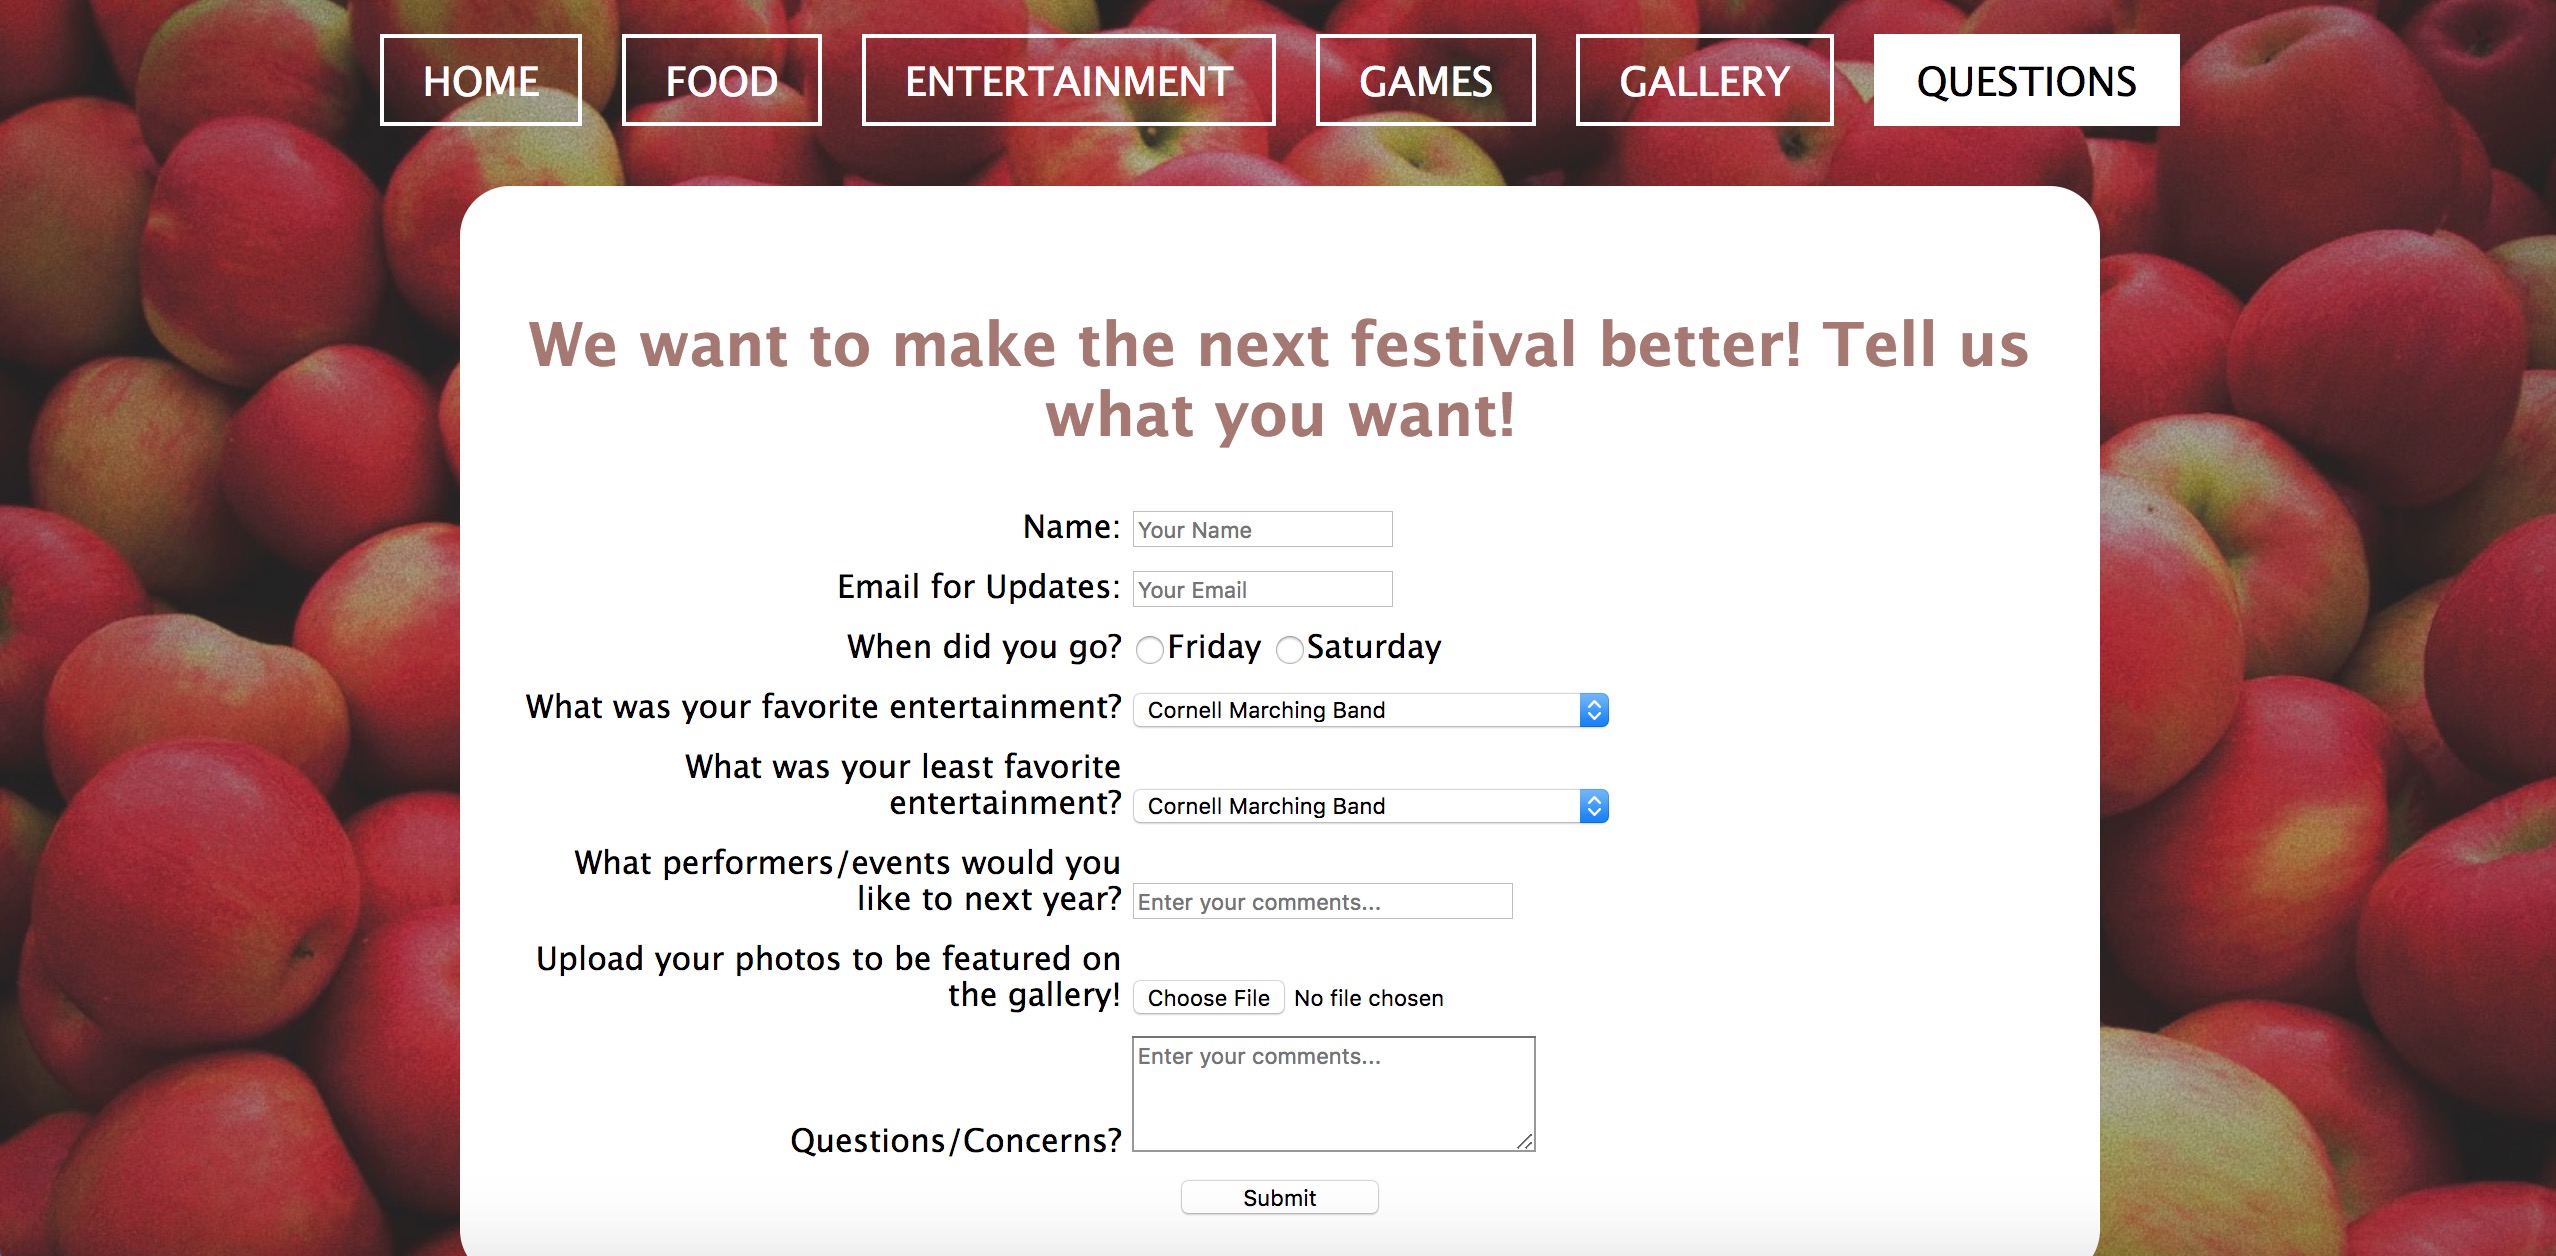 HOME FOOD ENTERTAINMENT GAMES GALLERY QUESTIONS
We want to make the next festival better! Tell us
what you want!
Name: Your Name
Email for Updates: Your Email
When did you go? Friday Saturday
What was your favorite entertainment? Cornell Marching Band
What was your least favorite
entertainment? Cornell Marching Band
What performers/events would you
like to next year? Enter your comments...
Upload your photos to be featured on
the gallery! Choose File No file chosen
Enter your comments...
Questions/Concerns?
Submit